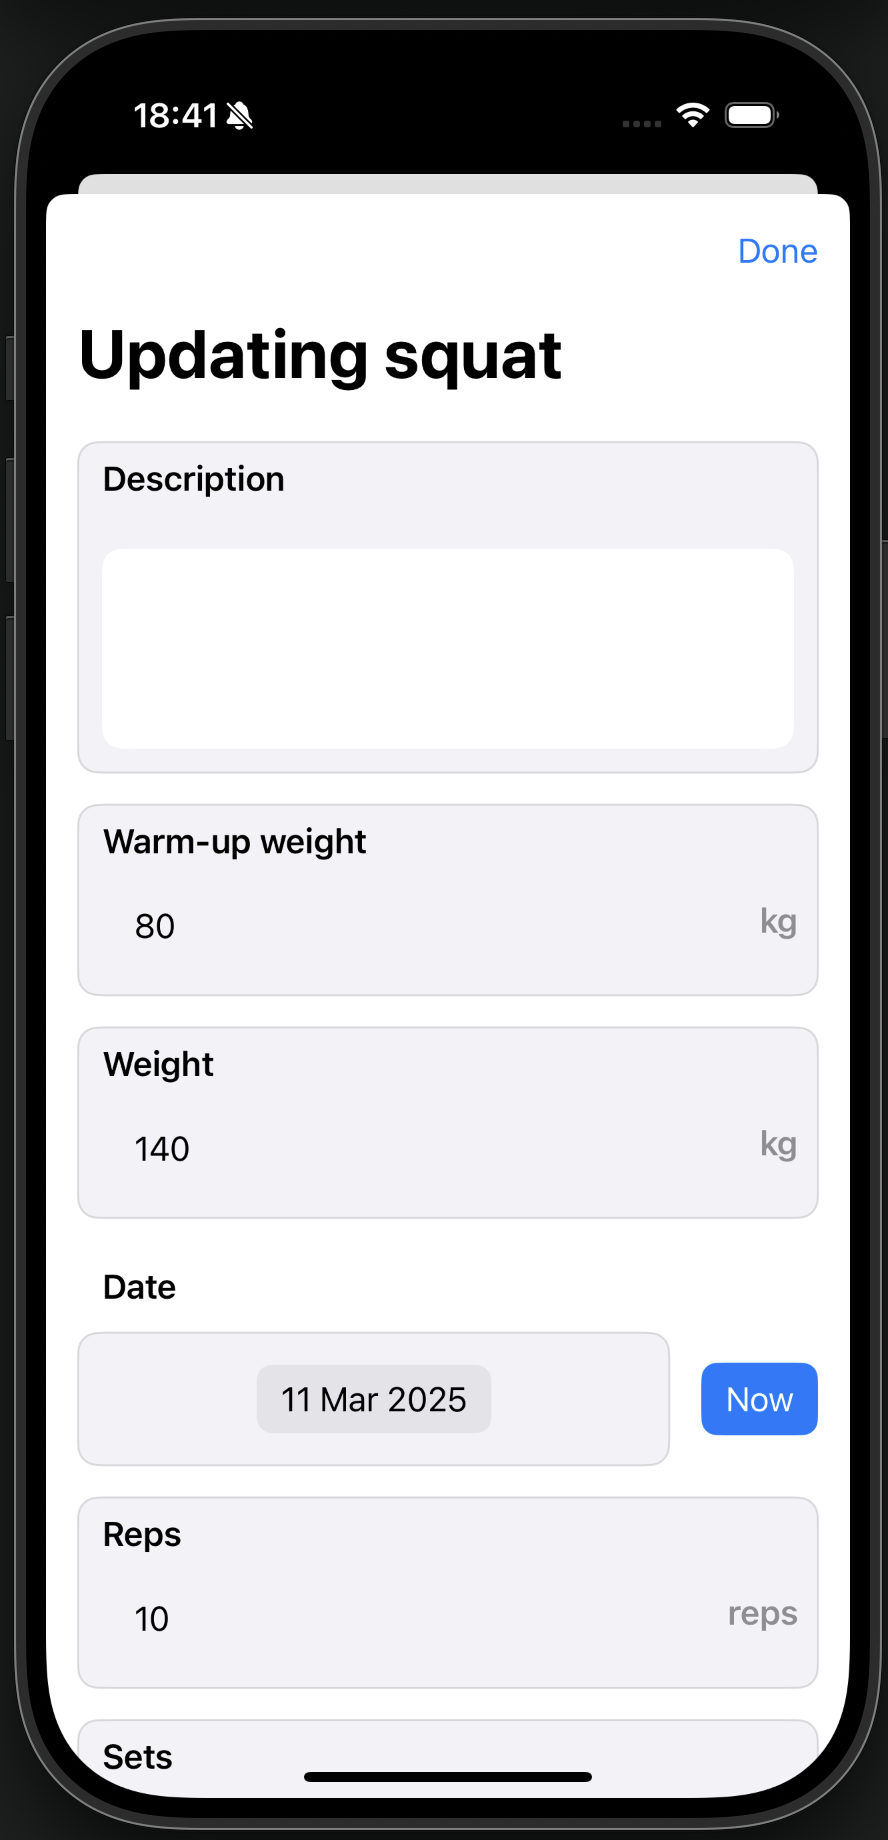 18:41
Done
Updating squat
Description
Warm-up weight
80 kg
Weight
140 kg
Date
11 Mar 2025 Now
Reps
10 reps
Sets